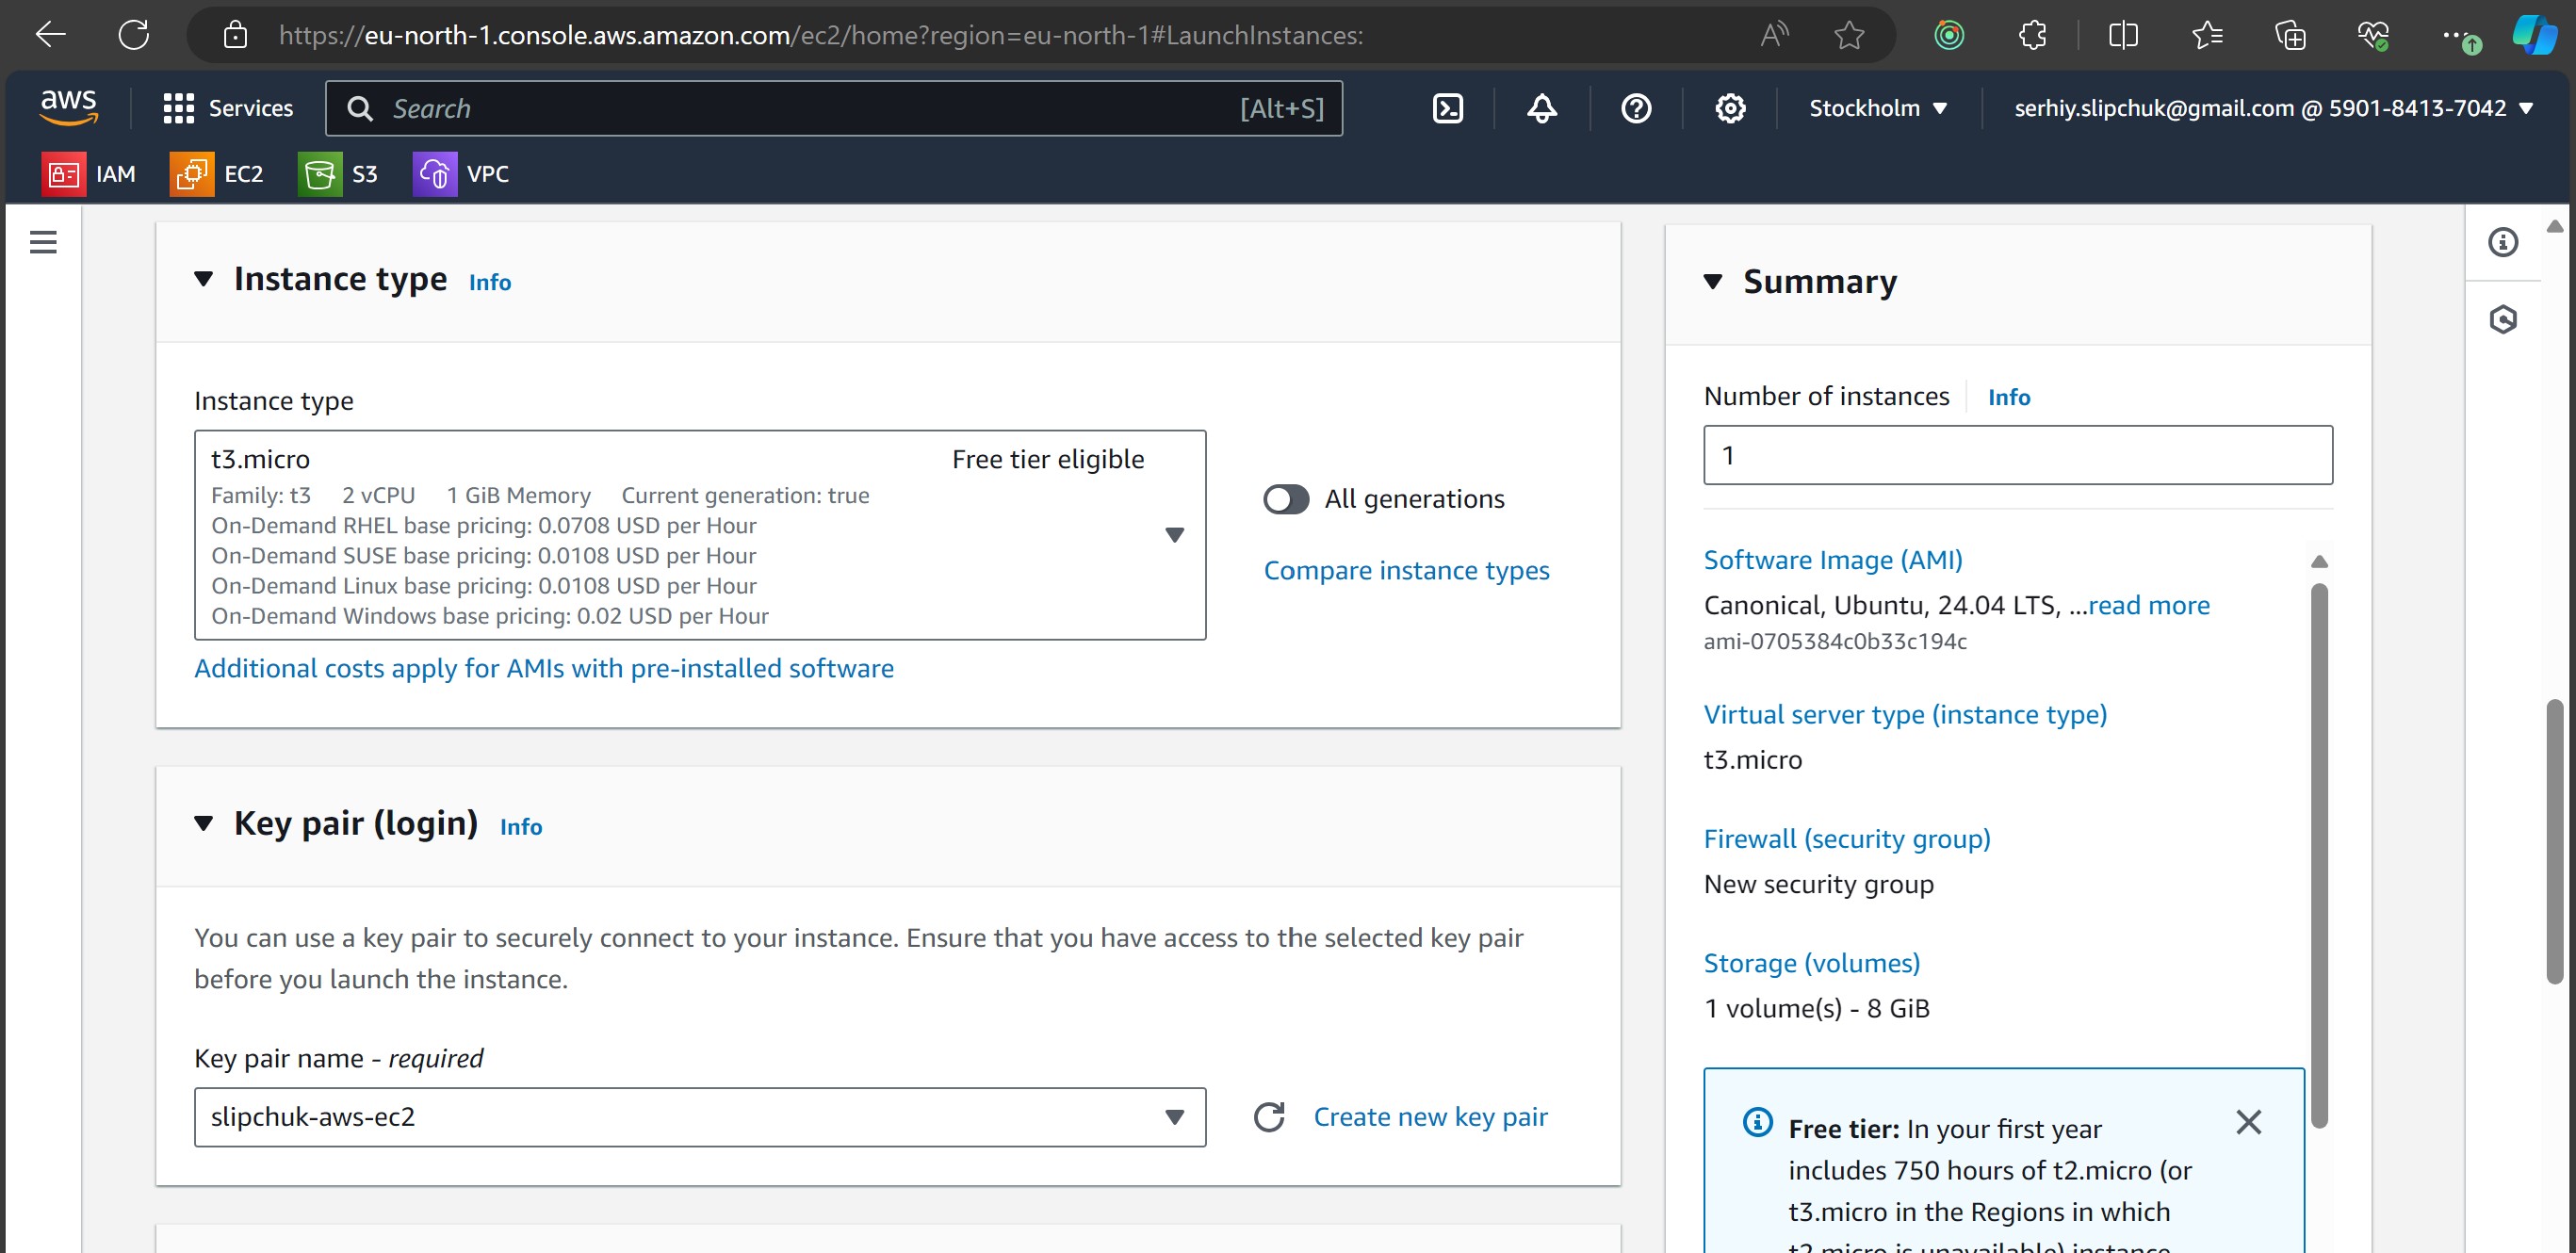 https://eu-north-1.console.aws.amazon.com/ec2/home?region=eu-north-1#LaunchInstances:
aws
Services
Search
[Alt+S]
Stockholm
serhiy.slipchuk@gmail.com @ 5901-8413-7042
IAM
EC2
S3
VPC
Instance type Info
Instance type
t3.micro
Free tier eligible
Family: t3 2 vCPU 1 GiB Memory Current generation: true
On-Demand RHEL base pricing: 0.0708 USD per Hour
On-Demand SUSE base pricing: 0.0108 USD per Hour
On-Demand Linux base pricing: 0.0108 USD per Hour
On-Demand Windows base pricing: 0.02 USD per Hour
All generations
Compare instance types
Additional costs apply for AMIs with pre-installed software
Key pair (login) Info
You can use a key pair to securely connect to your instance. Ensure that you have access to the selected key pair
before you launch the instance.
Key pair name - required
slipchuk-aws-ec2
Create new key pair
Summary
Number of instances
Info
1
Software Image (AMI)
Canonical, Ubuntu, 24.04 LTS, ...read more
ami-0705384c0b33c194c
Virtual server type (instance type)
t3.micro
Firewall (security group)
New security group
Storage (volumes)
1 volume(s) - 8 GiB
Free tier: In your first year
includes 750 hours of t2.micro (or
t3.micro in the Regions in which
t2.micro is unavailable) instance